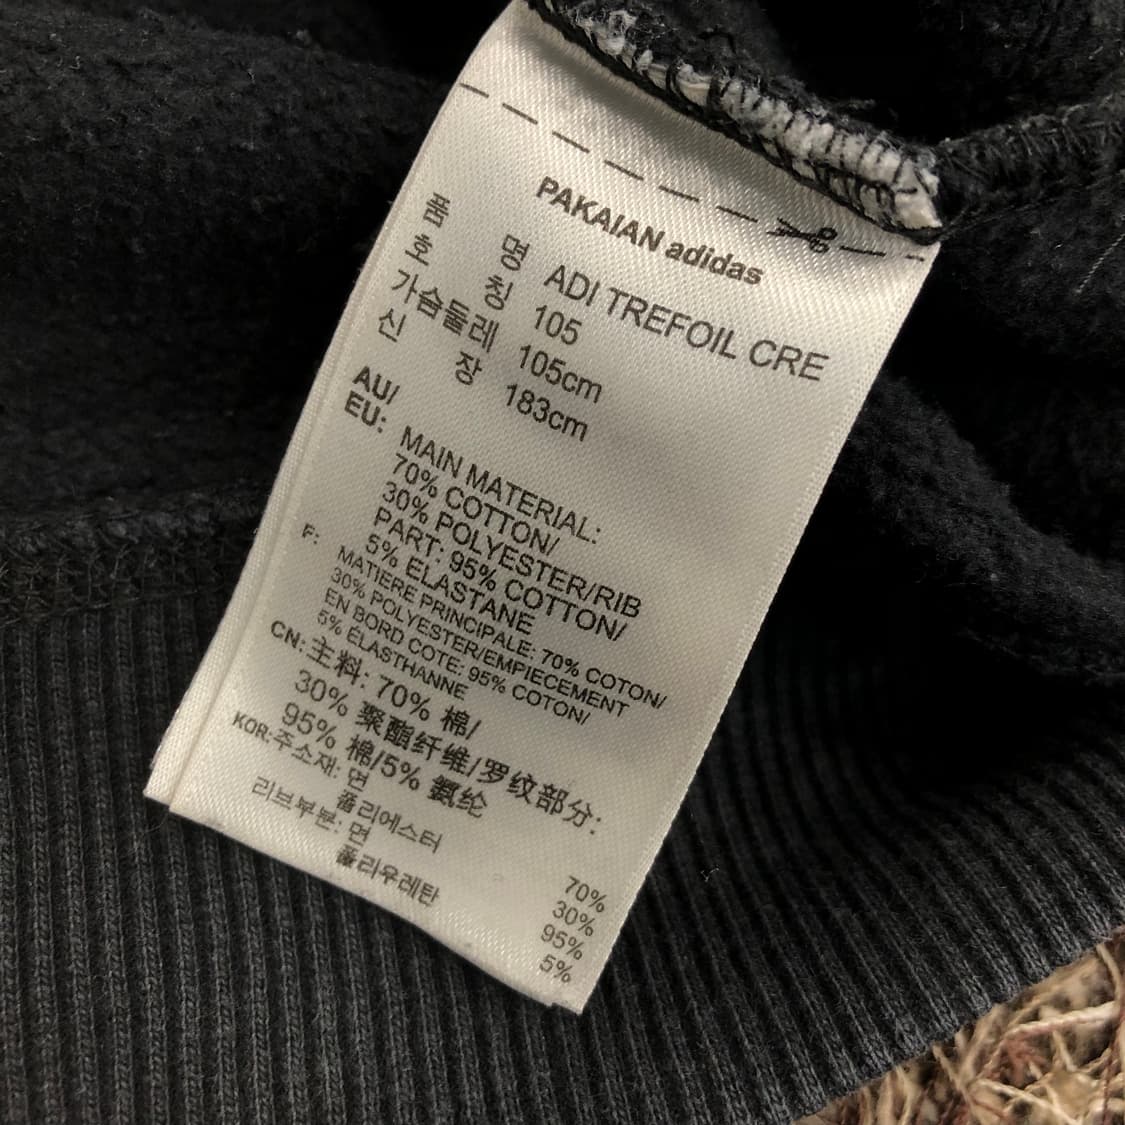 PAKAIAN adidas
품 명 ADI TREFOIL CRE
호 칭 105
가슴둘레 105cm
신 장 183cm
AU/
EU: MAIN MATERIAL:
70% COTTON/
30% POLYESTER/RIB
PART: 95% COTTON/
5% ELASTANE
F: MATIERE PRINCIPALE: 70% COTON/
30% POLYESTER/EMPIECEMENT
EN BORD COTE: 95% COTON/
5% ÉLASTHANNE
CN: 主料: 70% 棉/
30% 聚酯纤维/罗纹部分:
95% 棉/5% 氨纶
KOR: 주소재: 면 70%
폴리에스터 30%
리브부분: 면 95%
폴리우레탄 5%